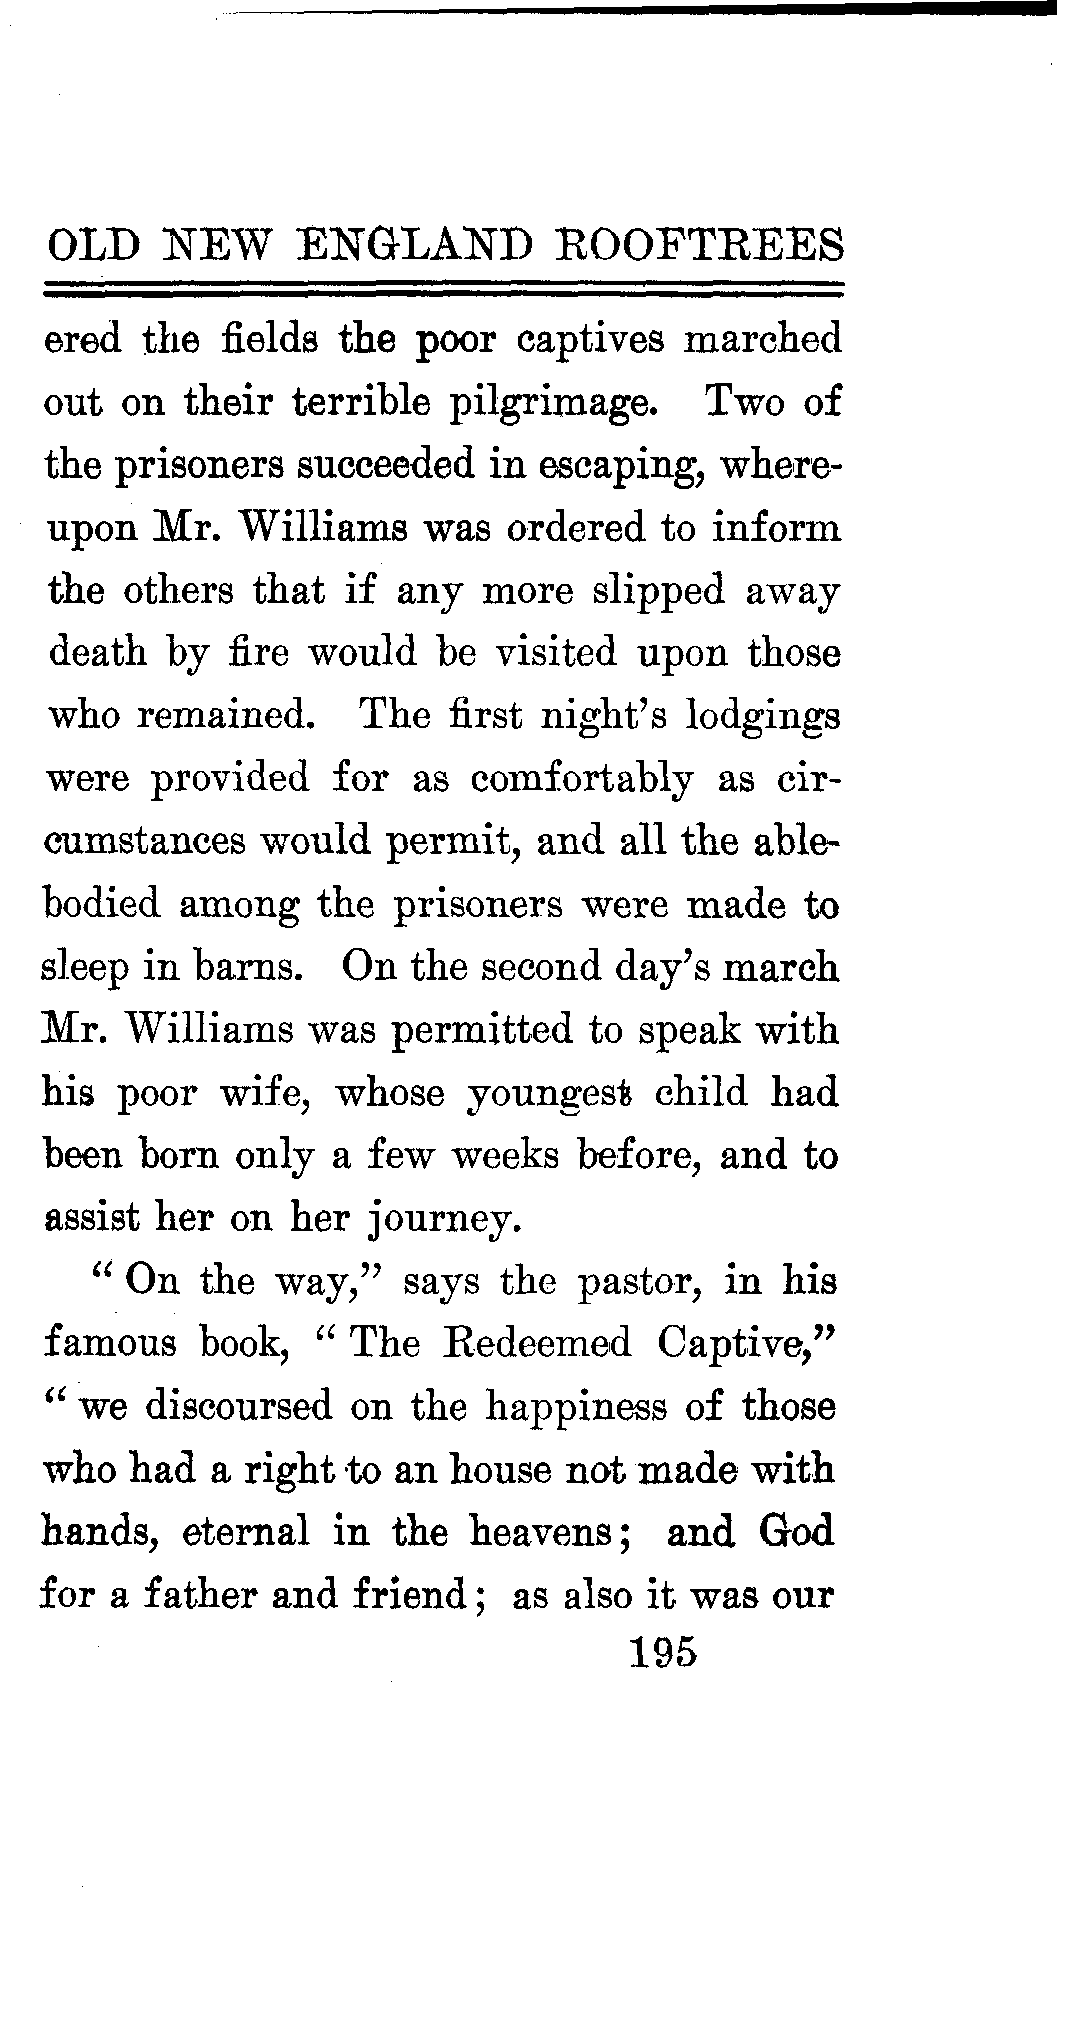 OLD NEW ENGLAND ROOFTREES
ered the fields the poor captives marched
out on their terrible pilgrimage. Two of
the prisoners succeeded in escaping, where-
upon Mr. Williams was ordered to inform
the others that if any more slipped away
death by fire would be visited upon those
who remained. The first night's lodgings
were provided for as comfortably as cir-
cumstances would permit, and all the able-
bodied among the prisoners were made to
sleep in barns. On the second day's march
Mr. Williams was permitted to speak with
his poor wife, whose youngest child had
been born only a few weeks before, and to
assist her on her journey.
" On the way," says the pastor, in his
famous book, " The Redeemed Captive,"
" we discoursed on the happiness of those
who had a right to an house not made with
hands, eternal in the heavens; and God
for a father and friend; as also it was our
195